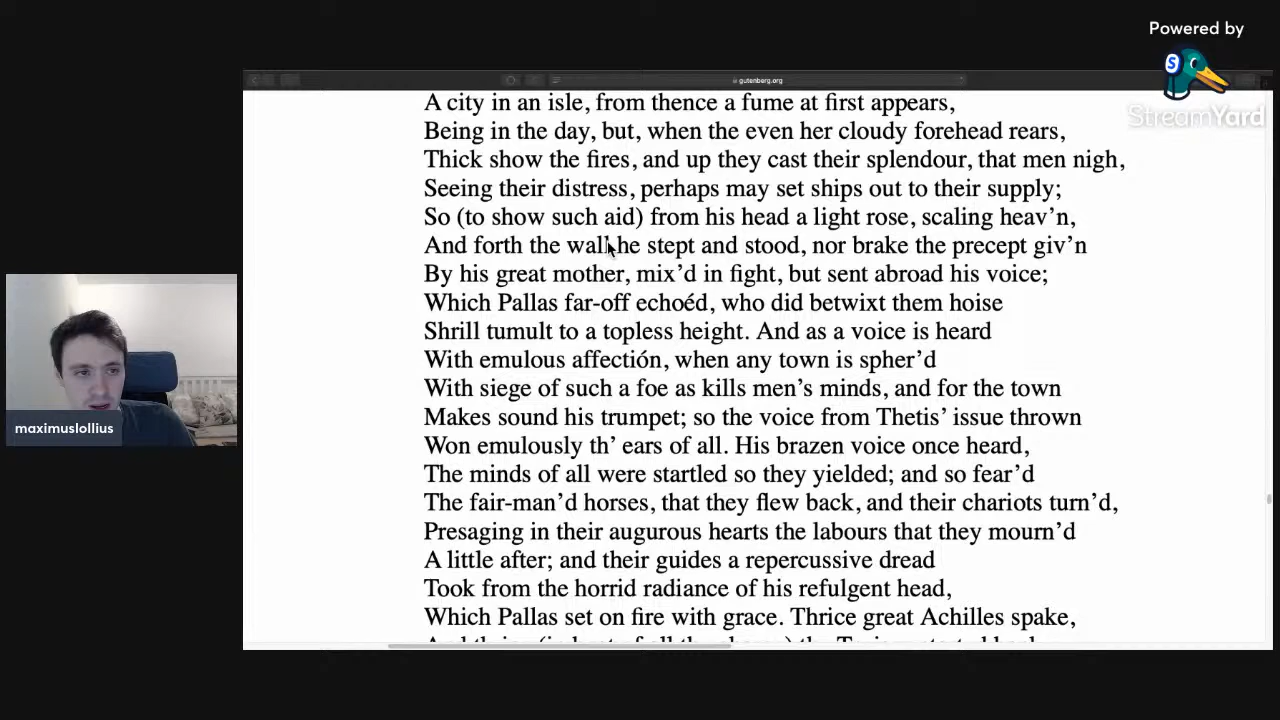 Powered by
S
StreamYard
gutenberg.org
A city in an isle, from thence a fume at first appears,
Being in the day, but, when the even her cloudy forehead rears,
Thick show the fires, and up they cast their splendour, that men nigh,
Seeing their distress, perhaps may set ships out to their supply;
So (to show such aid) from his head a light rose, scaling heav’n,
And forth the wall he stept and stood, nor brake the precept giv’n
By his great mother, mix’d in fight, but sent abroad his voice;
Which Pallas far-off echoéd, who did betwixt them hoise
Shrill tumult to a topless height. And as a voice is heard
With emulous affectión, when any town is spher’d
With siege of such a foe as kills men’s minds, and for the town
Makes sound his trumpet; so the voice from Thetis’ issue thrown
Won emulously th’ ears of all. His brazen voice once heard,
The minds of all were startled so they yielded; and so fear’d
The fair-man’d horses, that they flew back, and their chariots turn’d,
Presaging in their augurous hearts the labours that they mourn’d
A little after; and their guides a repercussive dread
Took from the horrid radiance of his refulgent head,
Which Pallas set on fire with grace. Thrice great Achilles spake,
maximuslollius